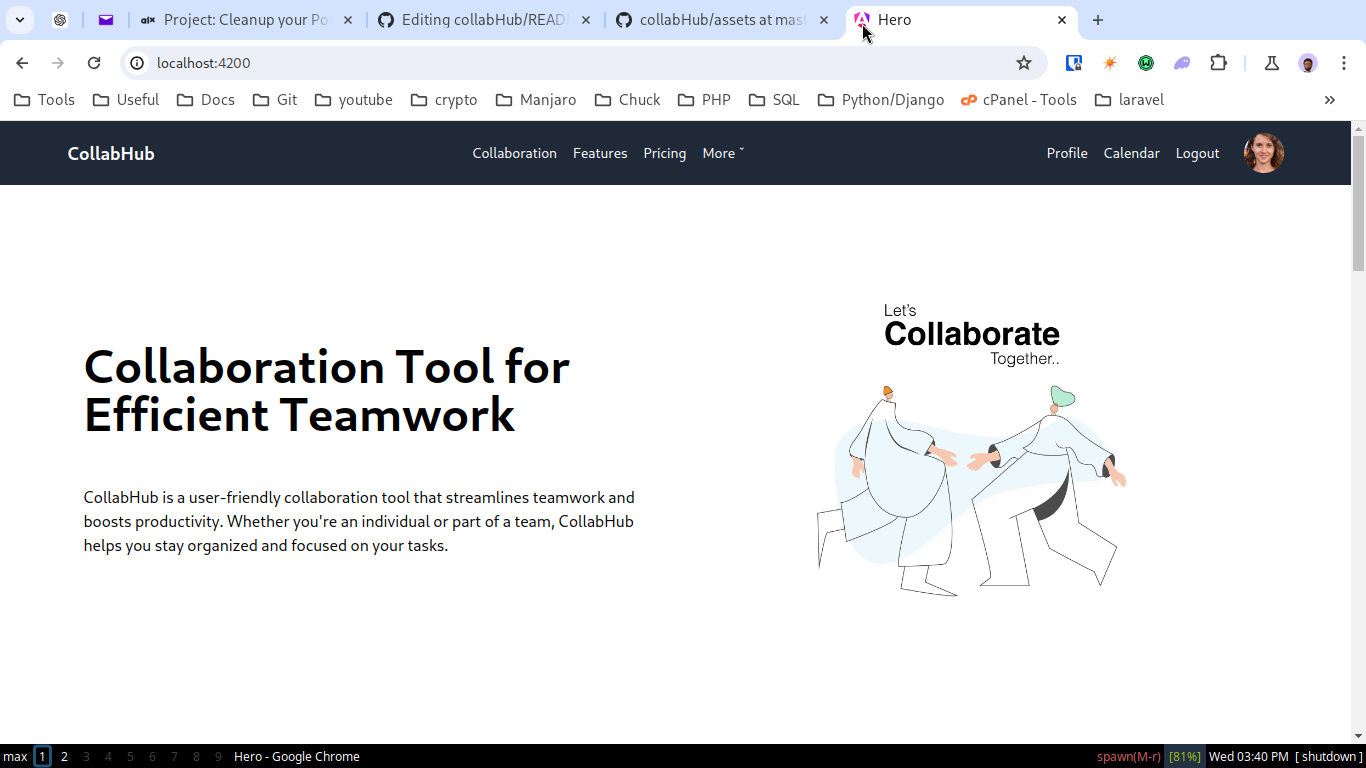 Project: Cleanup your Po
Editing collabHub/READ
collabHub/assets at mast
Hero
localhost:4200
Tools Useful Docs Git youtube crypto Manjaro Chuck PHP SQL Python/Django cPanel - Tools laravel
CollabHub Collaboration Features Pricing More Profile Calendar Logout
Let's
Collaborate
Together..
Collaboration Tool for
Efficient Teamwork
CollabHub is a user-friendly collaboration tool that streamlines teamwork and
boosts productivity. Whether you're an individual or part of a team, CollabHub
helps you stay organized and focused on your tasks.
max 1 2 3 4 5 6 7 8 9 Hero - Google Chrome spawn(M-r) [81%] Wed 03:40 PM [ shutdown ]